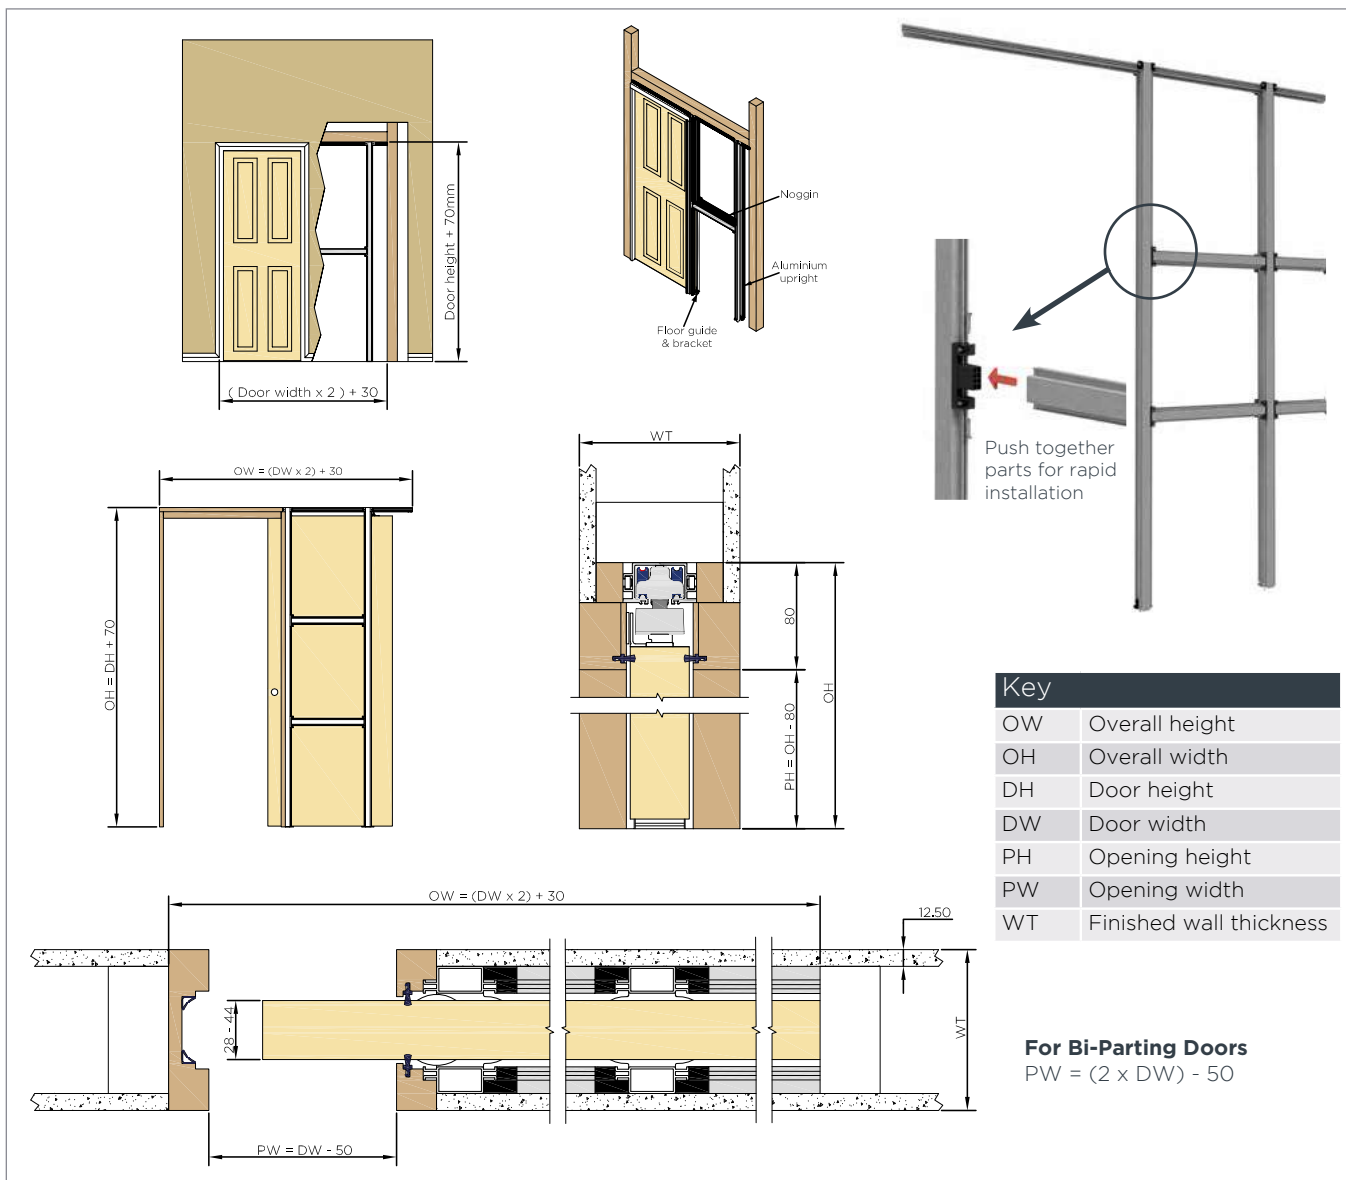 Door height + 70mm
( Door width x 2 ) + 30
Noggin
Aluminium
upright
Floor guide
& bracket
Push together
parts for rapid
installation
OW = (DW x 2) + 30
OH = DH + 70
WT
80
OH
PH = OH - 80
Key
OW Overall height
OH Overall width
DH Door height
DW Door width
PH Opening height
PW Opening width
WT Finished wall thickness
OW = (DW x 2) + 30
12.50
28 - 44
WT
PW = DW - 50
For Bi-Parting Doors
PW = (2 x DW) - 50